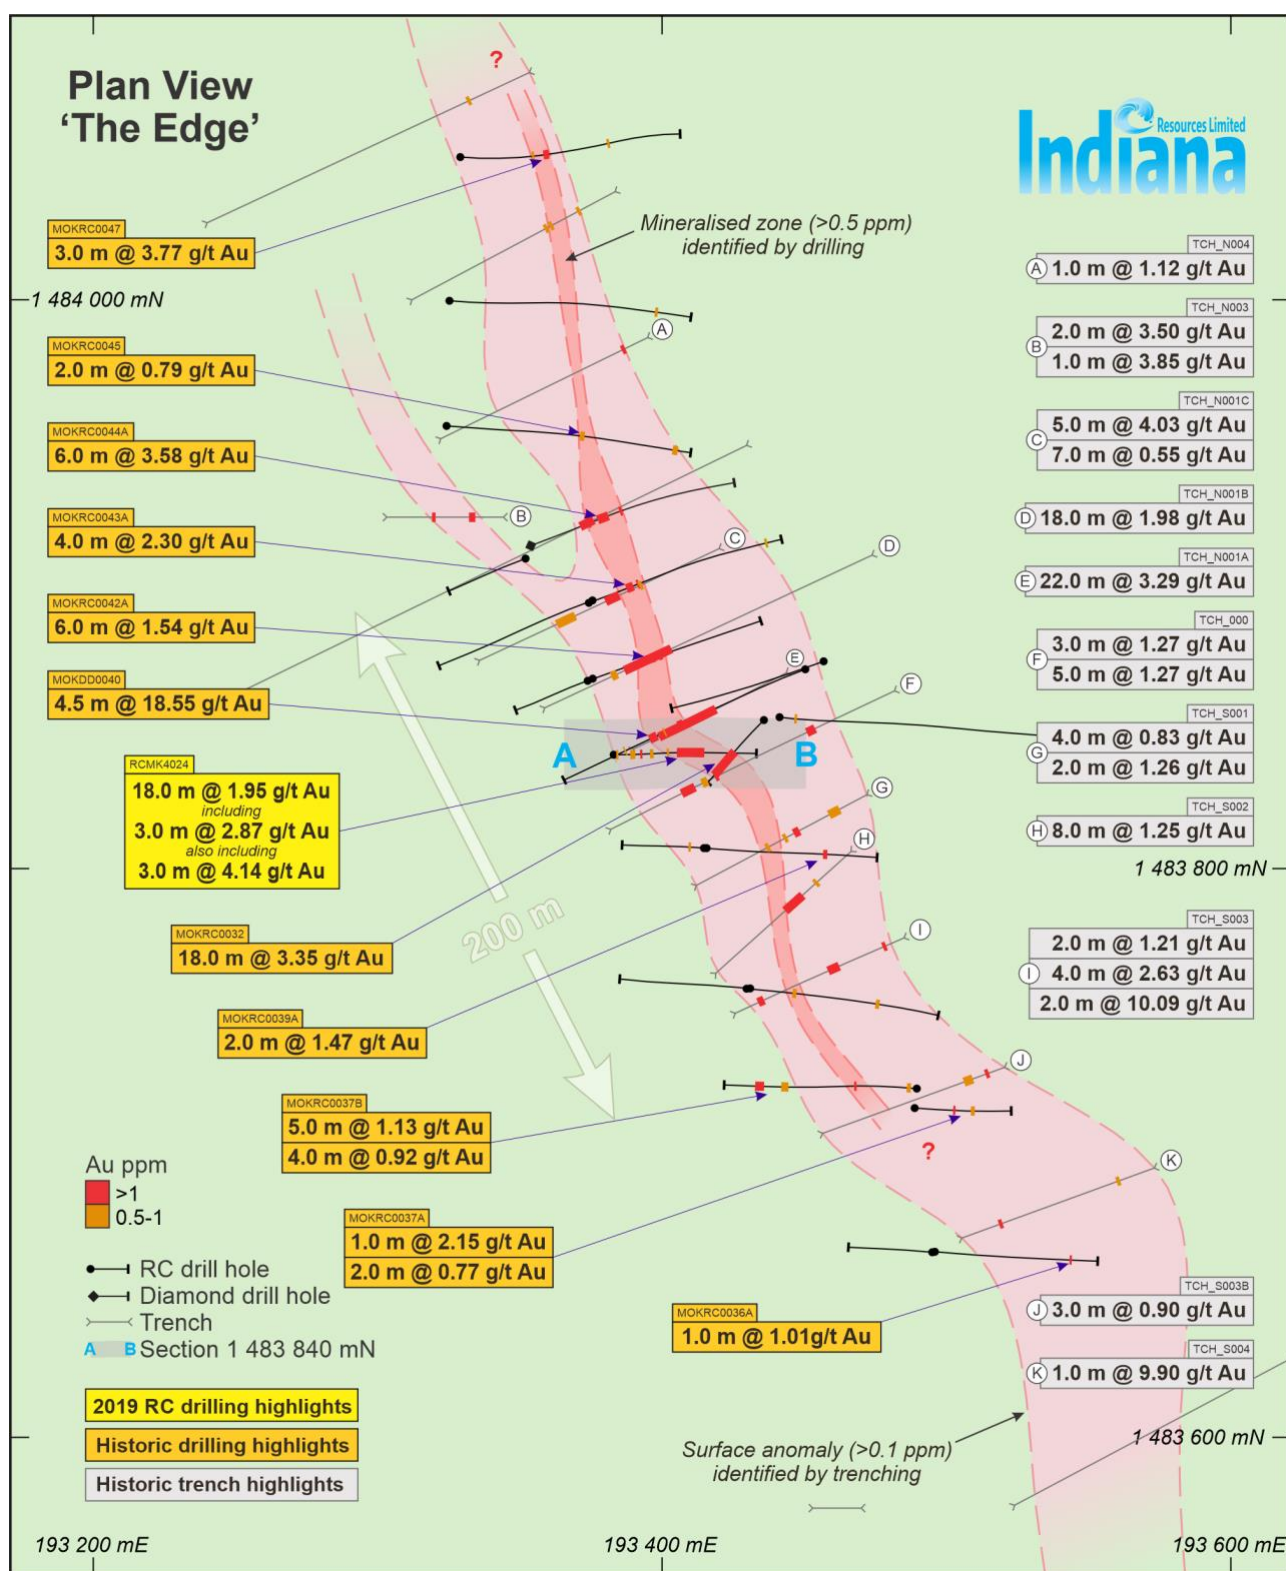 Plan View
‘The Edge’
?
Indiana
Resources Limited
Mineralised zone (>0.5 ppm)
identified by drilling
MOKRC0047
3.0 m @ 3.77 g/t Au
1 484 000 mN
MOKRC0045
2.0 m @ 0.79 g/t Au
MOKRC0044A
6.0 m @ 3.58 g/t Au
MOKRC0043A
4.0 m @ 2.30 g/t Au
MOKRC0042A
6.0 m @ 1.54 g/t Au
MOKDD0040
4.5 m @ 18.55 g/t Au
RCMK4024
18.0 m @ 1.95 g/t Au
including
3.0 m @ 2.87 g/t Au
also including
3.0 m @ 4.14 g/t Au
MOKRC0032
18.0 m @ 3.35 g/t Au
MOKRC0039A
2.0 m @ 1.47 g/t Au
MOKRC0037B
5.0 m @ 1.13 g/t Au
4.0 m @ 0.92 g/t Au
MOKRC0037A
1.0 m @ 2.15 g/t Au
2.0 m @ 0.77 g/t Au
MOKRC0036A
1.0 m @ 1.01g/t Au
A
B
C
D
E
F
A B
G
H
200 m
I
J
?
K
TCH_N004
A 1.0 m @ 1.12 g/t Au
TCH_N003
B
2.0 m @ 3.50 g/t Au
1.0 m @ 3.85 g/t Au
TCH_N001C
C
5.0 m @ 4.03 g/t Au
7.0 m @ 0.55 g/t Au
TCH_N001B
D 18.0 m @ 1.98 g/t Au
TCH_N001A
E 22.0 m @ 3.29 g/t Au
TCH_000
F
3.0 m @ 1.27 g/t Au
5.0 m @ 1.27 g/t Au
TCH_S001
G
4.0 m @ 0.83 g/t Au
2.0 m @ 1.26 g/t Au
TCH_S002
H 8.0 m @ 1.25 g/t Au
1 483 800 mN
TCH_S003
2.0 m @ 1.21 g/t Au
I 4.0 m @ 2.63 g/t Au
2.0 m @ 10.09 g/t Au
TCH_S003B
J 3.0 m @ 0.90 g/t Au
TCH_S004
K 1.0 m @ 9.90 g/t Au
1 483 600 mN
Surface anomaly (>0.1 ppm)
identified by trenching
Au ppm
>1
0.5-1
RC drill hole
Diamond drill hole
Trench
A B Section 1 483 840 mN
2019 RC drilling highlights
Historic drilling highlights
Historic trench highlights
193 200 mE
193 400 mE
193 600 mE